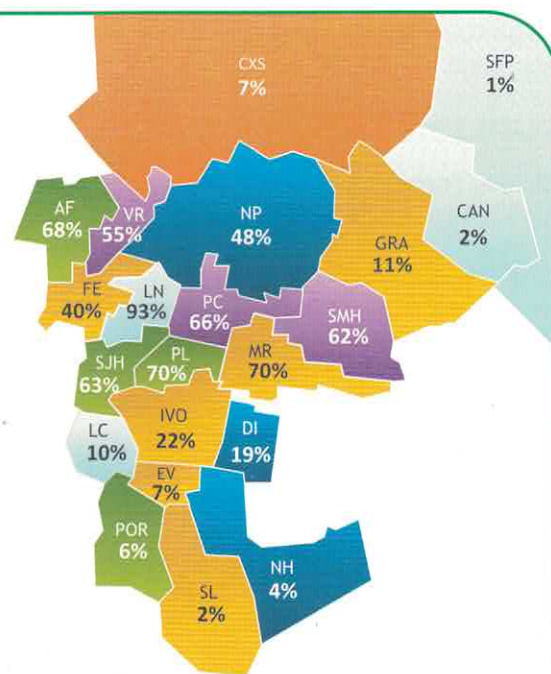 CXS
7%
SFP
1%
AF
68%
VR
55%
NP
48%
GRA
11%
CAN
2%
FE
40%
LN
93%
PC
66%
SMH
62%
SJH
63%
PL
70%
MR
70%
IVO
22%
LC
10%
DI
19%
EV
7%
POR
6%
SL
2%
NH
4%